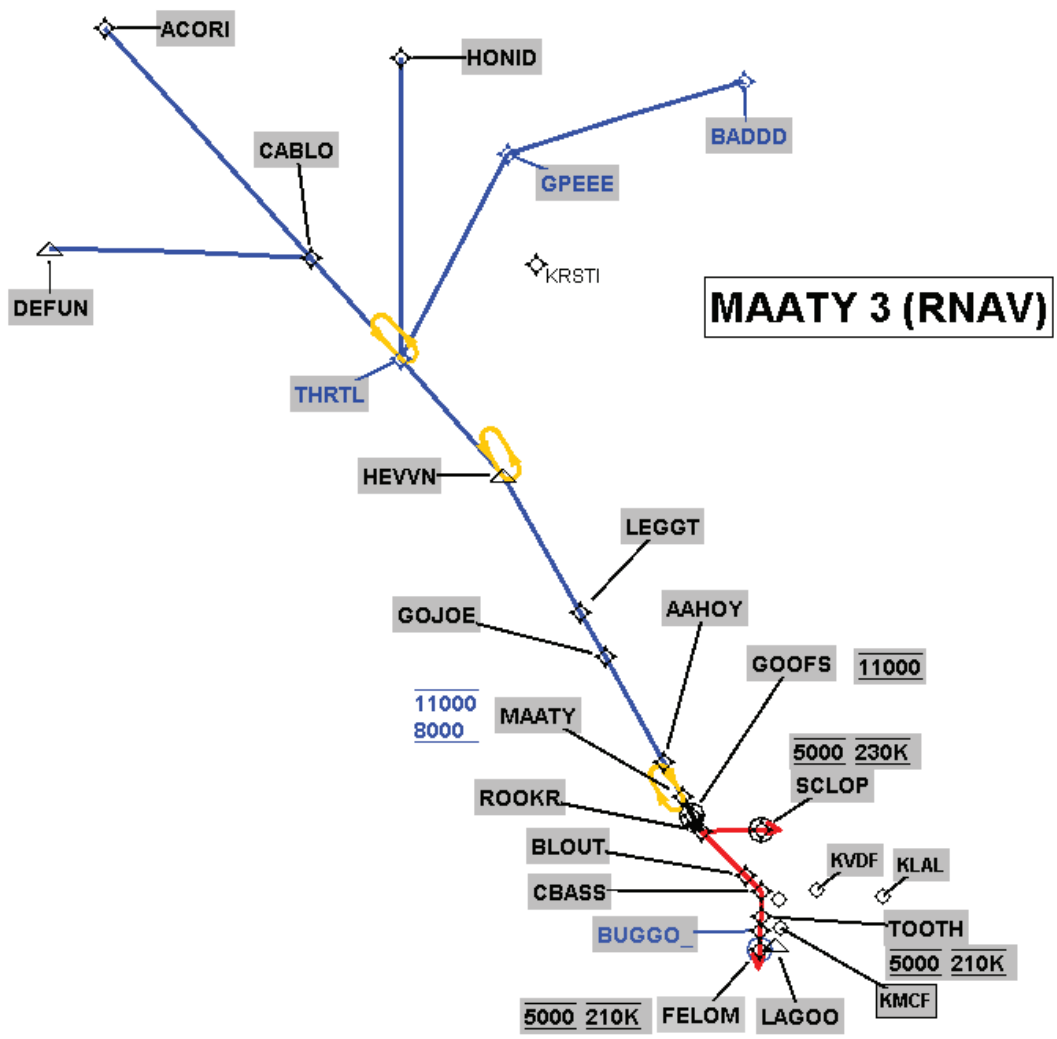 ACORI
HONID
BADDD
CABLO
GPEEE
KRSTI
DEFUN
MAATY 3 (RNAV)
THRTL
HEVVN
LEGGT
GOJOE
AAHOY
GOOFS 11000
11000
8000
MAATY
5000 230K
SCLOP
ROOKR
BLOUT
KVDF
KLAL
CBASS
TOOTH
BUGGO_
5000 210K
KMCF
5000 210K FELOM LAGOO